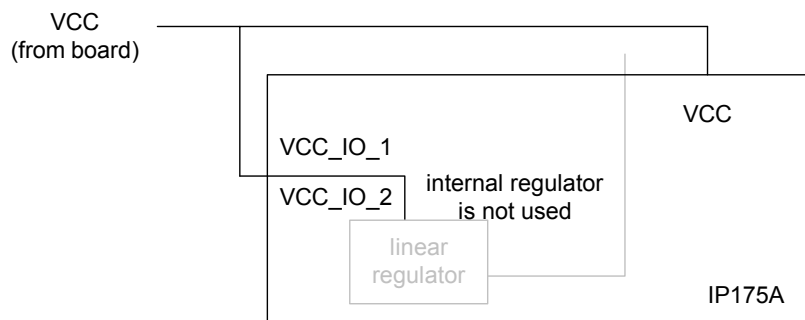 VCC
(from board)
VCC
VCC_IO_1
VCC_IO_2
internal regulator
is not used
linear
regulator
IP175A